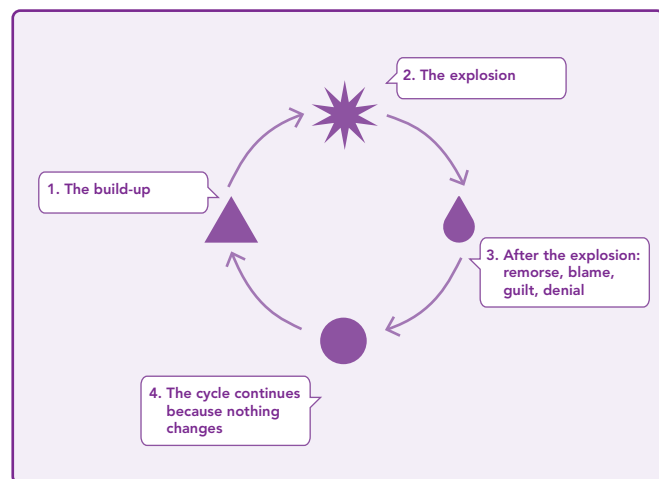 1. The build-up
2. The explosion
3. After the explosion:
remorse, blame,
guilt, denial
4. The cycle continues
because nothing
changes